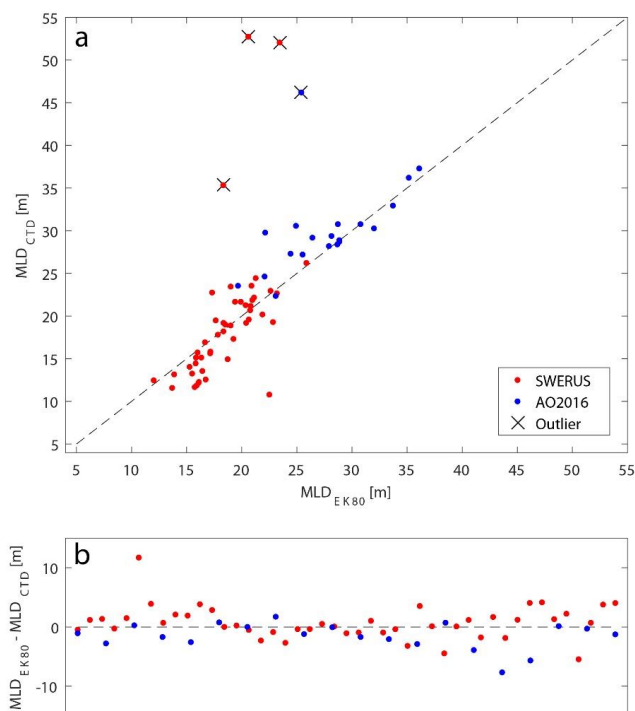 a
55
50
45
40
35
30
25
20
15
10
5
MLD CTD [m]
SWERUS
AO2016
Outlier
5 10 15 20 25 30 35 40 45 50 55
MLD EK80 [m]
b
10
0
-10
MLD EK80 - MLD CTD [m]